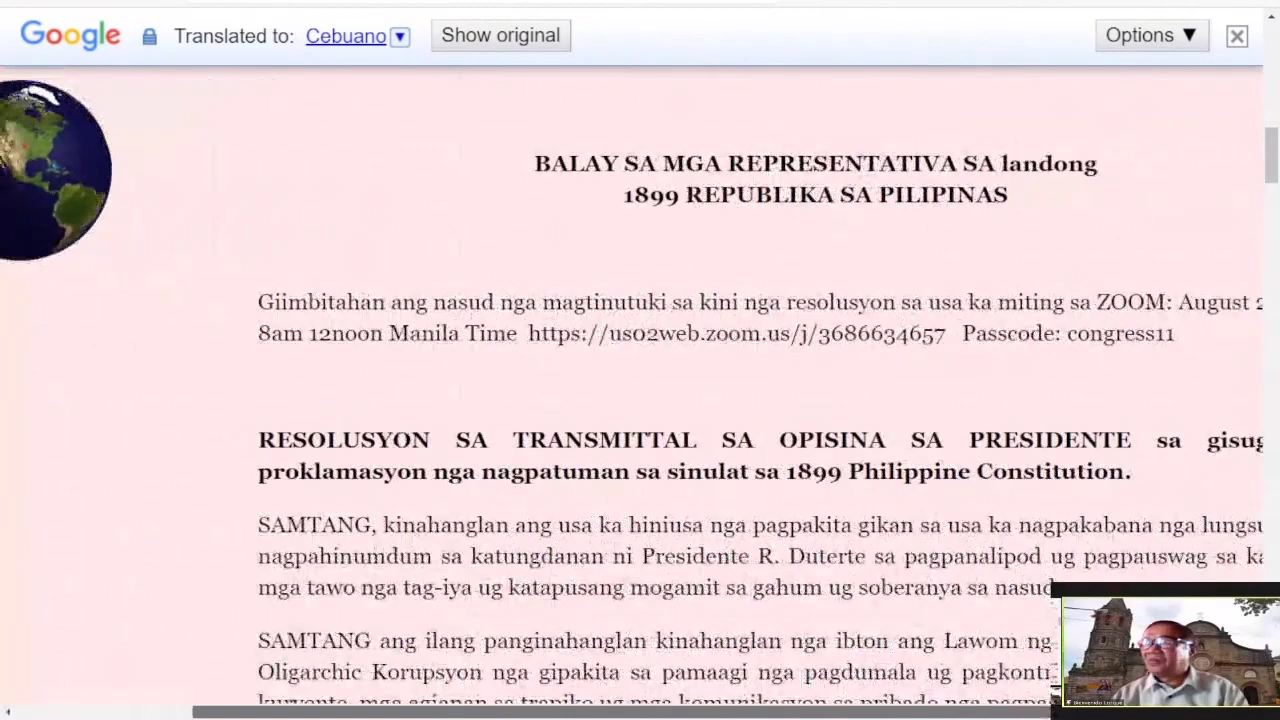 Google Translated to: Cebuano Show original Options ▼
BALAY SA MGA REPRESENTATIVA SA landong
1899 REPUBLIKA SA PILIPINAS
Giimbitahan ang nasud nga magtinutuki sa kini nga resolusyon sa usa ka miting sa ZOOM: August
8am 12noon Manila Time https://us02web.zoom.us/j/3686634657 Passcode: congress11
RESOLUSYON SA TRANSMITTAL SA OPISINA SA PRESIDENTE sa
proklamasyon nga nagpatuman sa sinulat sa 1899 Philippine Constitution.
SAMTANG, kinahanglan ang usa ka hiniusa nga pagpakita gikan sa usa ka nagpakabana nga
nagpahinumdum sa katungdanan ni Presidente R. Duterte sa pagpanalipod ug pagpauswag sa
mga tawo nga tag-iya ug katapusang mogamit sa gahum ug soberanya sa nasud
SAMTANG ang ilang panginahanglan kinahanglan nga ibton ang Lawom ng
Oligarchic Korupsyon nga gipakita sa pamaagi nga pagdumala ug